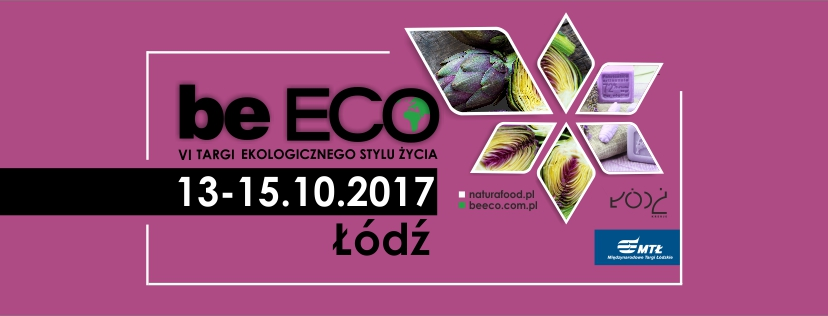 be ECO
VI TARGI EKOLOGICZNEGO STYLU ŻYCIA
13-15.10.2017
Łódź
naturafood.pl
beeco.com.pl
ŁÓDŹ
MTŁ
Międzynarodowe Targi Łódzkie